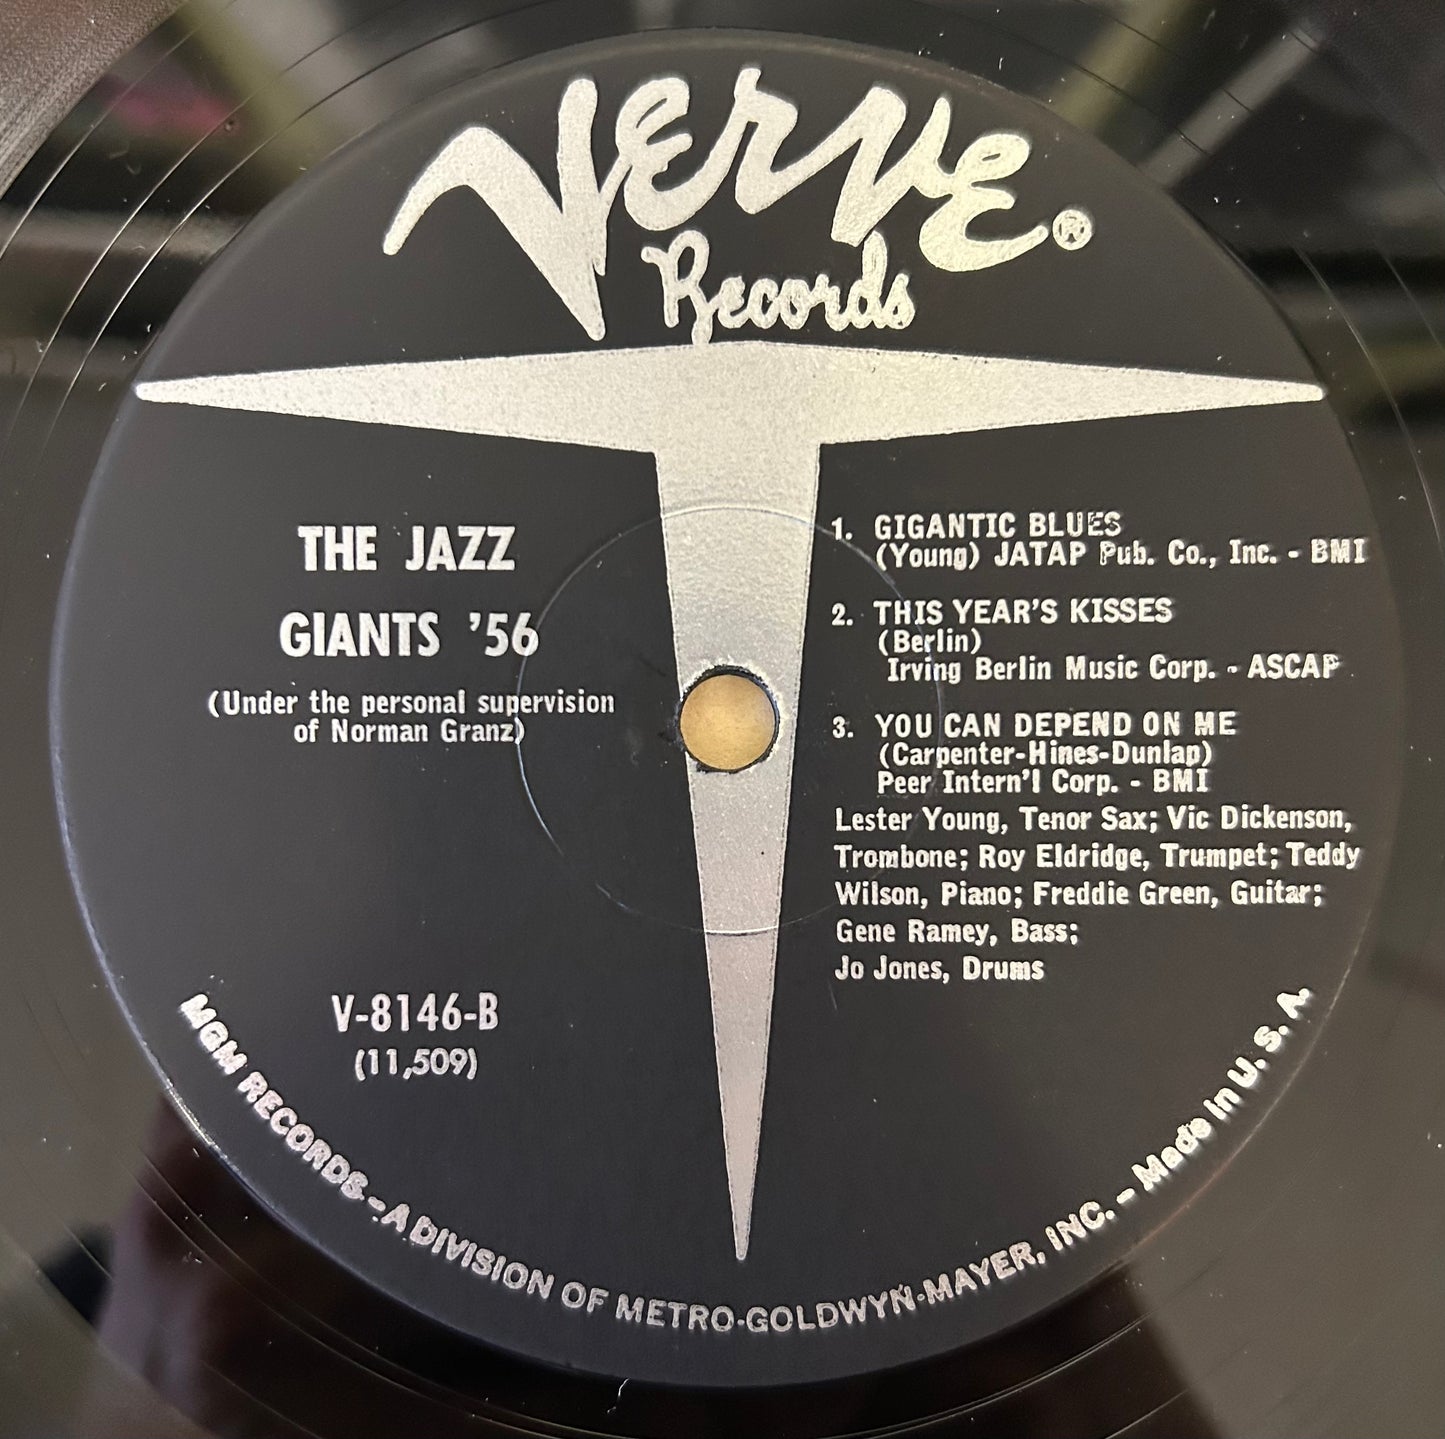 Verve®
Records
THE JAZZ
GIANTS '56
(Under the personal supervision
of Norman Granz)
V-8146-B
(11,509)
1. GIGANTIC BLUES
(Young) JATAP Pub. Co., Inc. - BMI
2. THIS YEAR'S KISSES
(Berlin)
Irving Berlin Music Corp. - ASCAP
3. YOU CAN DEPEND ON ME
(Carpenter-Hines-Dunlap)
Peer Intern'l Corp. - BMI
Lester Young, Tenor Sax; Vic Dickenson,
Trombone; Roy Eldridge, Trumpet; Teddy
Wilson, Piano; Freddie Green, Guitar;
Gene Ramey, Bass;
Jo Jones, Drums
MGM RECORDS-A DIVISION OF METRO-GOLDWYN-MAYER, INC. - Made in U. S. A.